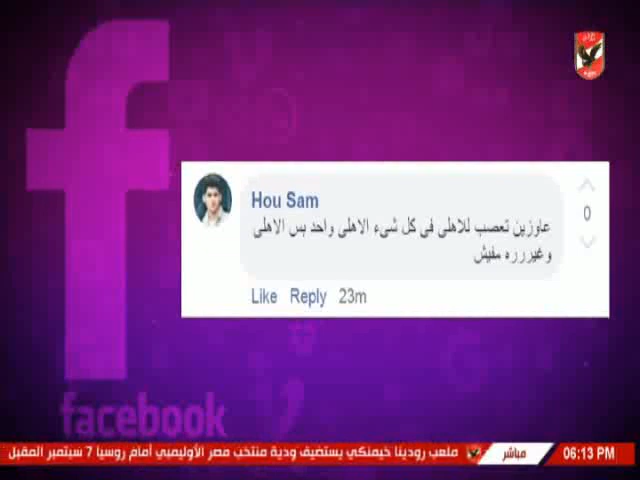 Hou Sam
عاوزين تعصب للاهلى فى كل شىء الاهلى واحد بس الاهلى
وغيررره مفيش
0
Like Reply 23m
facebook
ملعب رودينا خيمنكي يستضيف ودية منتخب مصر الأوليمبي أمام روسيا 7 سبتمبر المقبل
مباشر
06:13 PM